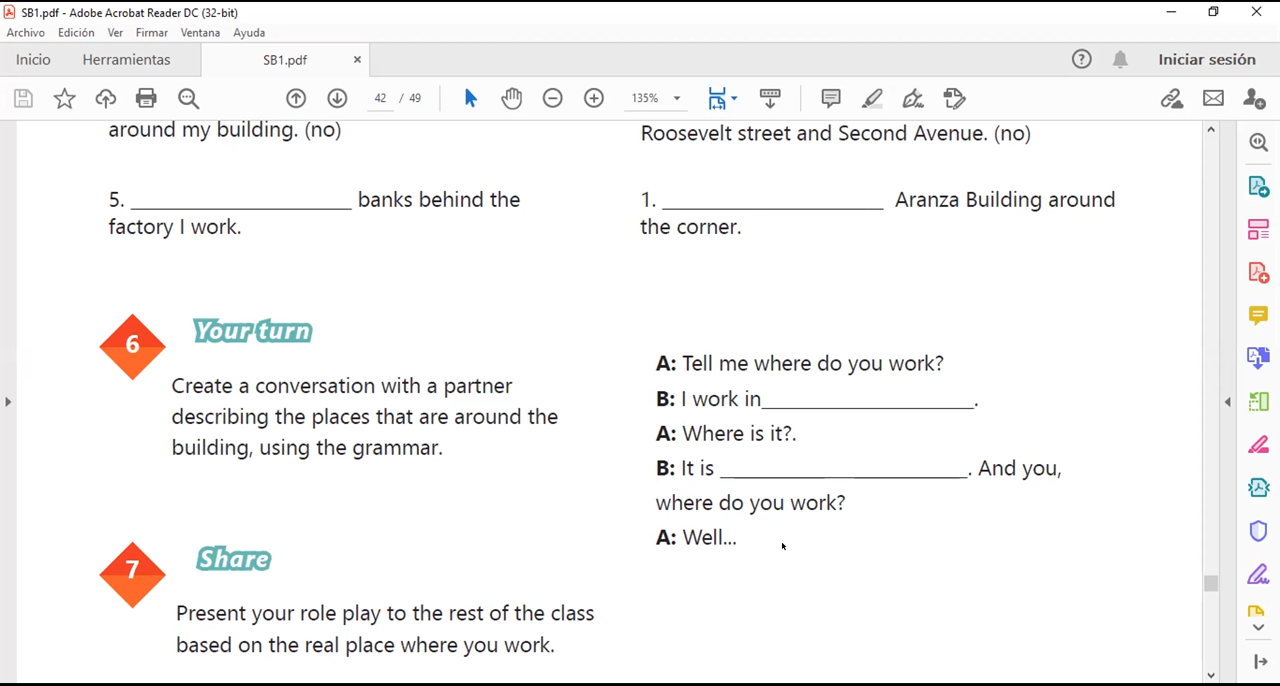 SB1.pdf - Adobe Acrobat Reader DC (32-bit)
Archivo Edición Ver Firmar Ventana Ayuda
Inicio Herramientas SB1.pdf × Iniciar sesión
42 / 49 135%
around my building. (no)
5. ____________________ banks behind the
factory I work.
Roosevelt street and Second Avenue. (no)
1. ____________________ Aranza Building around
the corner.
6 Your turn
Create a conversation with a partner
describing the places that are around the
building, using the grammar.
A: Tell me where do you work?
B: I work in____________________.
A: Where is it?.
B: It is _______________________. And you,
where do you work?
A: Well...
7 Share
Present your role play to the rest of the class
based on the real place where you work.